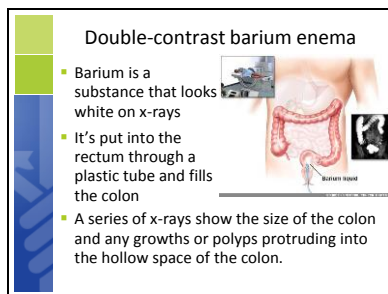 Double-contrast barium enema
Barium is a
substance that looks
white on x-rays
It's put into the
rectum through a
plastic tube and fills
the colon
Barium liquid
A series of x-rays show the size of the colon
and any growths or polyps protruding into
the hollow space of the colon.